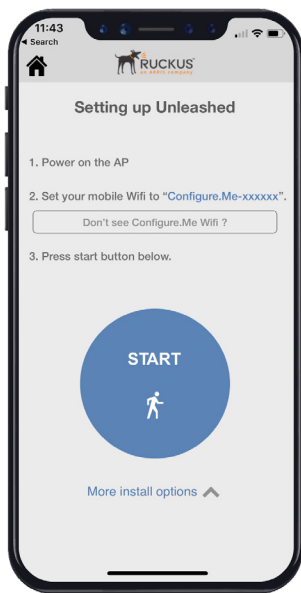 11:43
◀ Search
RUCKUS
an ARRIS company
Setting up Unleashed
1. Power on the AP
2. Set your mobile Wifi to “Configure.Me-xxxxxx”.
Don't see Configure.Me Wifi ?
3. Press start button below.
START
More install options